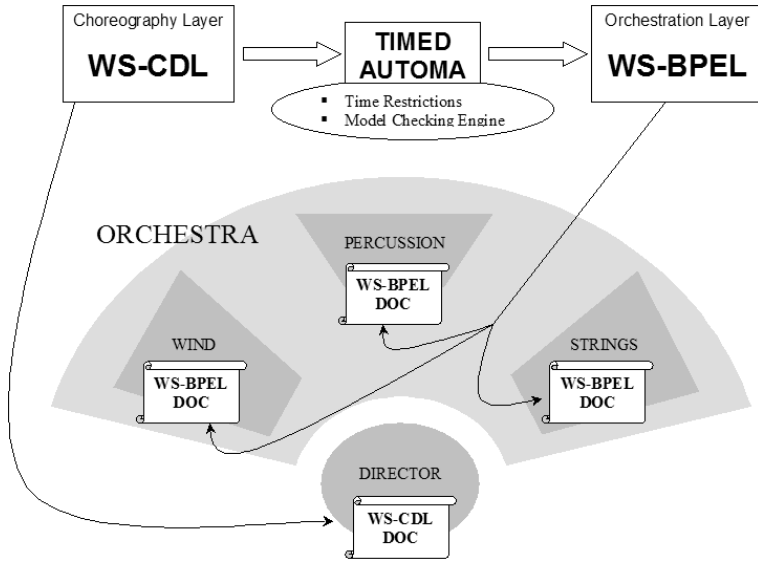 Choreography Layer
WS-CDL
TIMED
AUTOMA
Orchestration Layer
WS-BPEL
▪ Time Restrictions
▪ Model Checking Engine
ORCHESTRA
PERCUSSION
WS-BPEL
DOC
WIND
WS-BPEL
DOC
STRINGS
WS-BPEL
DOC
DIRECTOR
WS-CDL
DOC